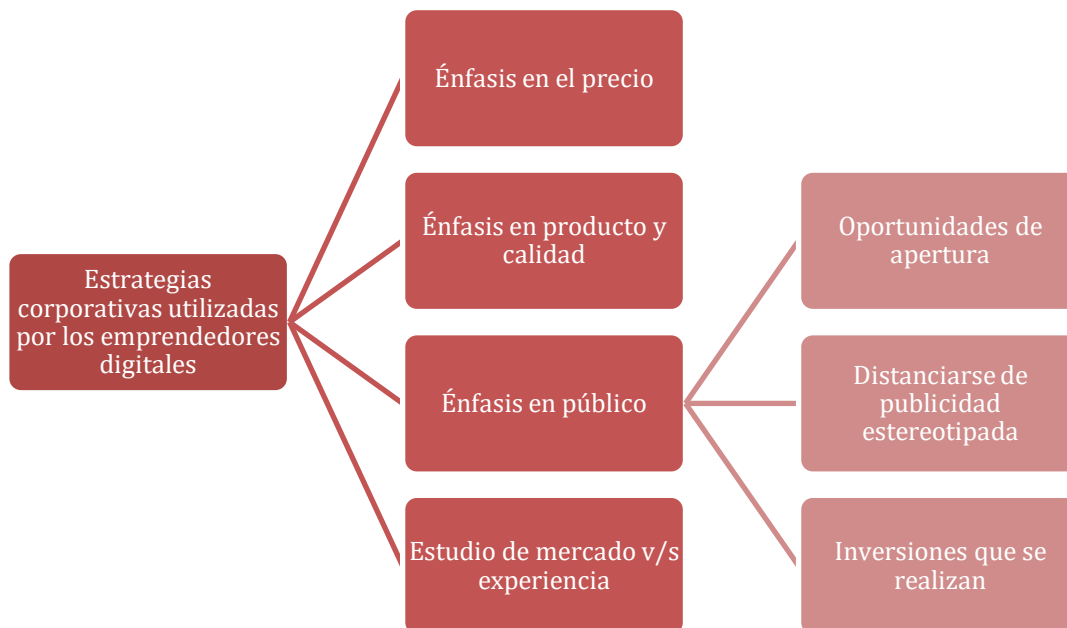 Estrategias
corporativas utilizadas
por los emprendedores
digitales
Énfasis en el precio
Énfasis en producto y
calidad
Énfasis en público
Estudio de mercado v/s
experiencia
Oportunidades de
apertura
Distanciarse de
publicidad
estereotipada
Inversiones que se
realizan